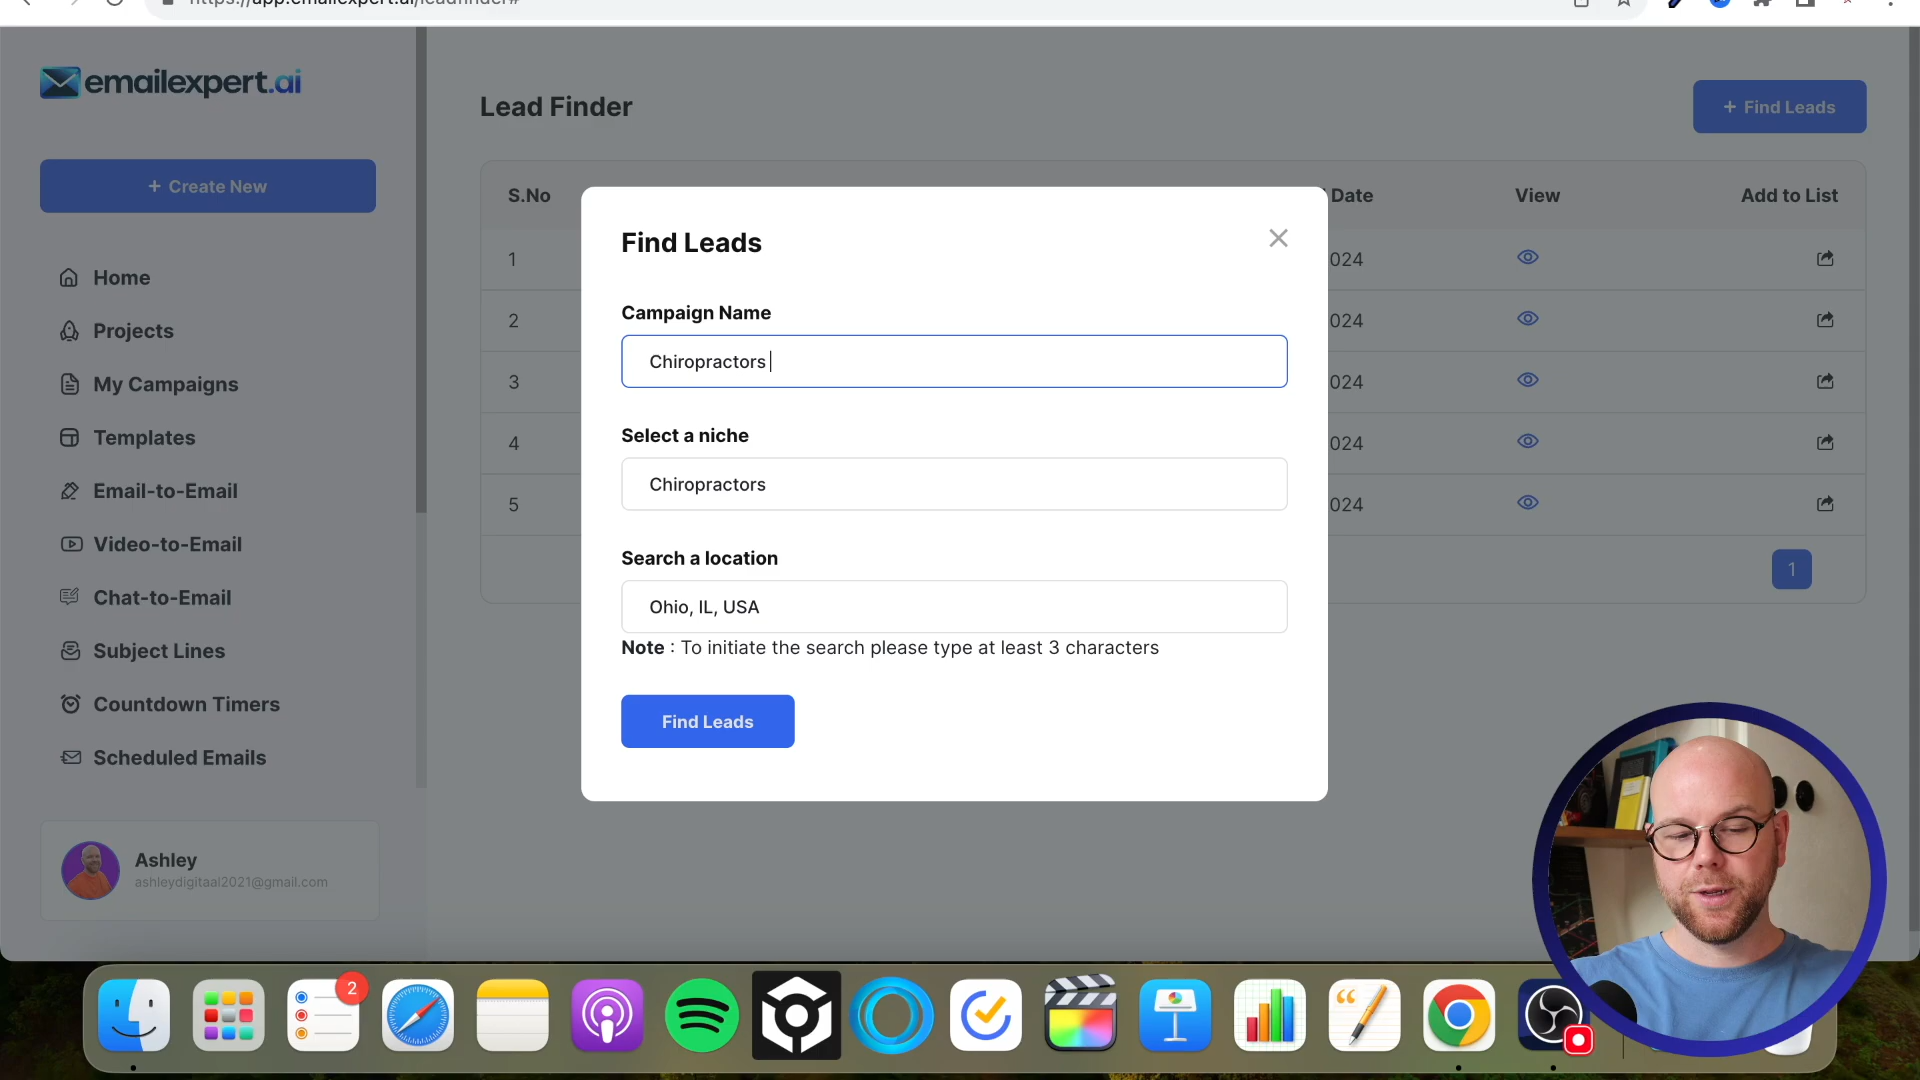 emailexpert.ai
+ Create New
Home
Projects
My Campaigns
Templates
Email-to-Email
Video-to-Email
Chat-to-Email
Subject Lines
Countdown Timers
Scheduled Emails
Ashley
ashleydigitaal2021@gmail.com
Lead Finder
+ Find Leads
S.No
Date
View
Add to List
1
024
2
024
3
024
4
024
5
024
1
Find Leads
Campaign Name
Chiropractors
Select a niche
Chiropractors
Search a location
Ohio, IL, USA
Note : To initiate the search please type at least 3 characters
Find Leads
2